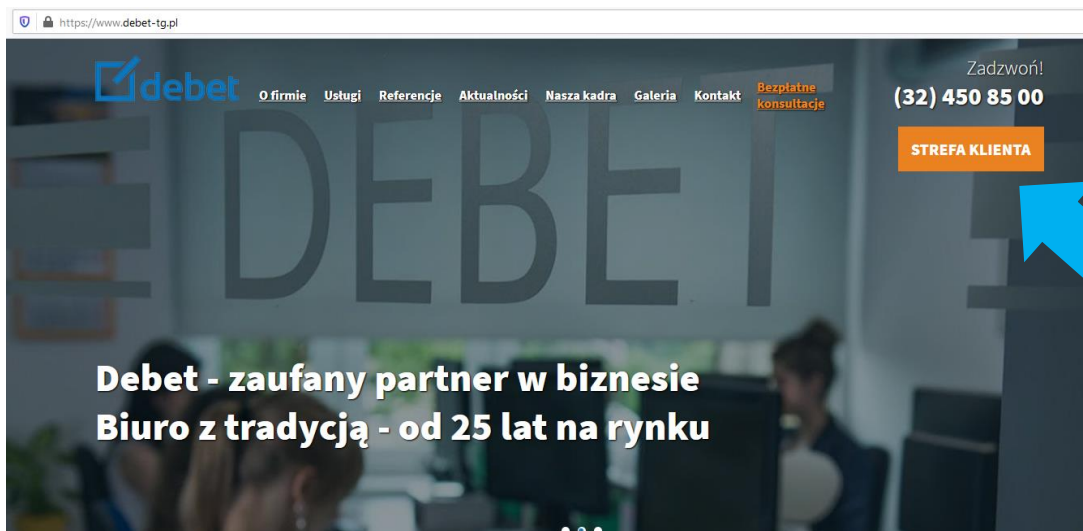 https://www.debet-tg.pl
debet
O firmie Usługi Referencje Aktualności Nasza kadra Galeria Kontakt Bezpłatne
konsultacje
Zadzwoń!
(32) 450 85 00
STREFA KLIENTA
DEBET
Debet - zaufany partner w biznesie
Biuro z tradycją - od 25 lat na rynku